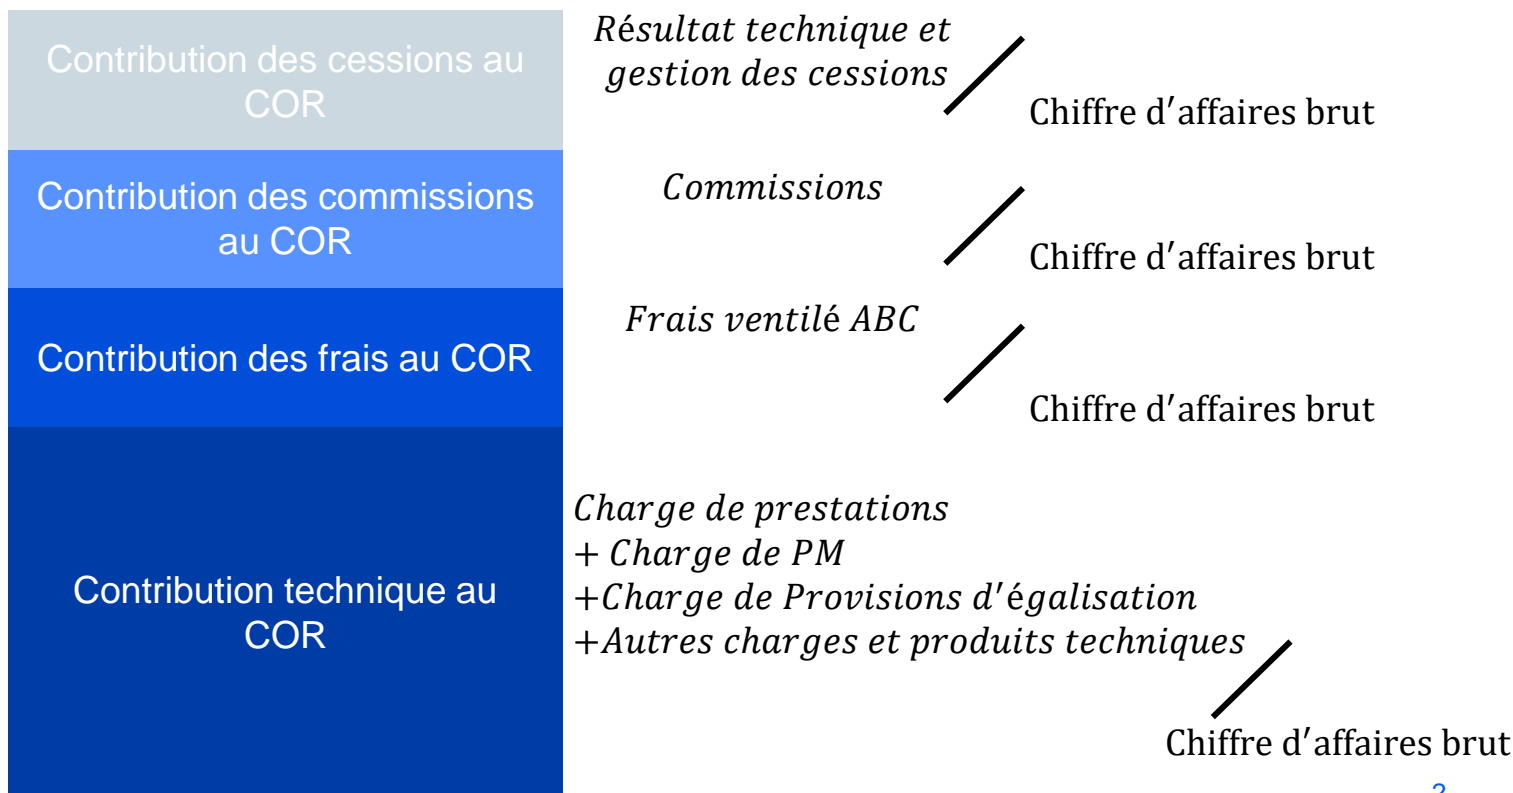 Contribution des cessions au
COR
Résultat technique et
gestion des cessions
Chiffre d′affaires brut
Contribution des commissions
au COR
Commissions
Chiffre d′affaires brut
Contribution des frais au COR
Frais ventilé ABC
Chiffre d′affaires brut
Contribution technique au
COR
Charge de prestations
+ Charge de PM
+Charge de Provisions d′égalisation
+Autres charges et produits techniques
Chiffre d′affaires brut